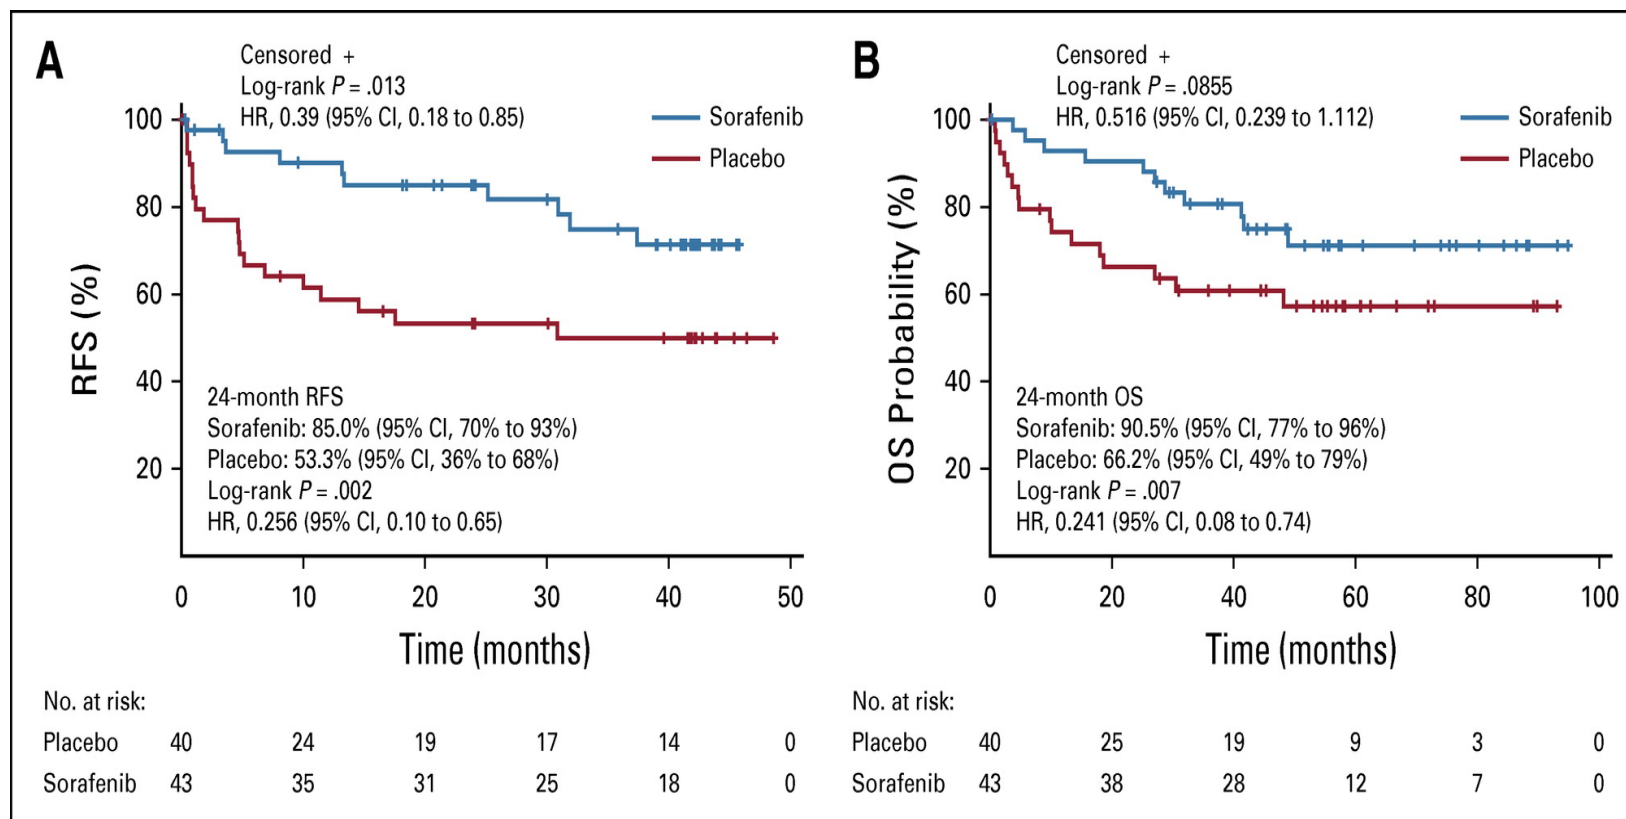 A
Censored +
Log-rank P = .013
HR, 0.39 (95% CI, 0.18 to 0.85)
Sorafenib
Placebo
RFS (%)
100
80
60
40
20
24-month RFS
Sorafenib: 85.0% (95% CI, 70% to 93%)
Placebo: 53.3% (95% CI, 36% to 68%)
Log-rank P = .002
HR, 0.256 (95% CI, 0.10 to 0.65)
0 10 20 30 40 50
Time (months)
No. at risk:
Placebo 40 24 19 17 14 0
Sorafenib 43 35 31 25 18 0
B
Censored +
Log-rank P = .0855
HR, 0.516 (95% CI, 0.239 to 1.112)
Sorafenib
Placebo
OS Probability (%)
100
80
60
40
20
24-month OS
Sorafenib: 90.5% (95% CI, 77% to 96%)
Placebo: 66.2% (95% CI, 49% to 79%)
Log-rank P = .007
HR, 0.241 (95% CI, 0.08 to 0.74)
0 20 40 60 80 100
Time (months)
No. at risk:
Placebo 40 25 19 9 3 0
Sorafenib 43 38 28 12 7 0